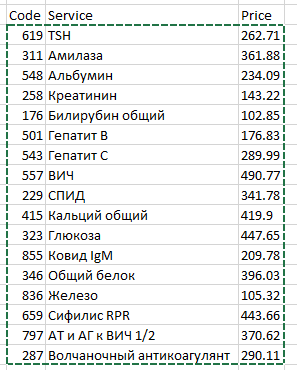 Code Service Price
619 TSH 262.71
311 Амилаза 361.88
548 Альбумин 234.09
258 Креатинин 143.22
176 Билирубин общий 102.85
501 Гепатит В 176.83
543 Гепатит С 289.99
557 ВИЧ 490.77
229 СПИД 341.78
415 Кальций общий 419.9
323 Глюкоза 447.65
855 Ковид IgM 209.78
346 Общий белок 396.03
836 Железо 105.32
659 Сифилис RPR 443.66
797 АТ и АГ к ВИЧ 1/2 370.62
287 Волчаночный антикоагулянт 290.11